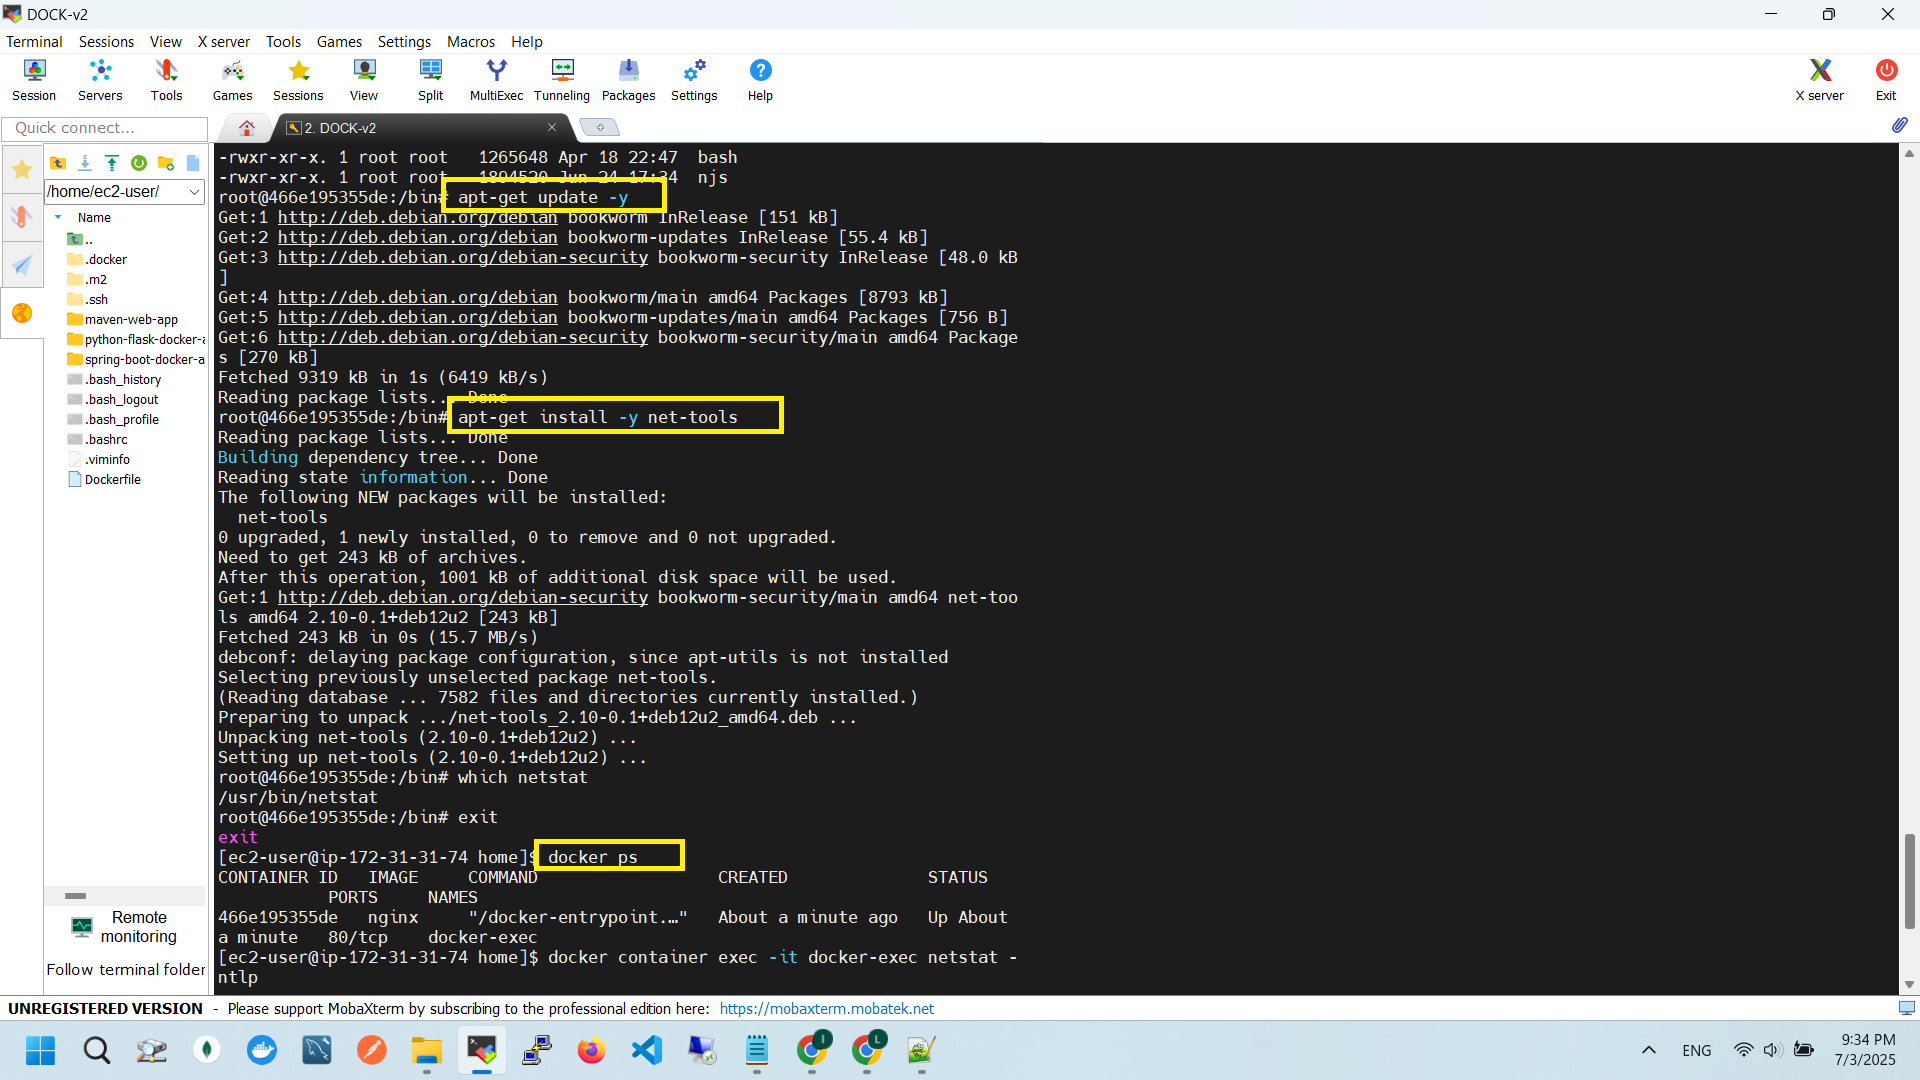 DOCK-v2
Terminal Sessions View X server Tools Games Settings Macros Help
Session Servers Tools Games Sessions View Split MultiExec Tunneling Packages Settings Help X server Exit
Quick connect...
2. DOCK-v2
/home/ec2-user/
Name
..
.docker
.m2
.ssh
maven-web-app
python-flask-docker-a
spring-boot-docker-a
.bash_history
.bash_logout
.bash_profile
.bashrc
.viminfo
Dockerfile
Remote
monitoring
Follow terminal folder
-rwxr-xr-x. 1 root root   1265648 Apr 18 22:47  bash
-rwxr-xr-x. 1 root root   1894520 Jun 24 17:34  njs
root@466e195355de:/bin# apt-get update -y
Get:1 http://deb.debian.org/debian bookworm InRelease [151 kB]
Get:2 http://deb.debian.org/debian bookworm-updates InRelease [55.4 kB]
Get:3 http://deb.debian.org/debian-security bookworm-security InRelease [48.0 kB
]
Get:4 http://deb.debian.org/debian bookworm/main amd64 Packages [8793 kB]
Get:5 http://deb.debian.org/debian bookworm-updates/main amd64 Packages [756 B]
Get:6 http://deb.debian.org/debian-security bookworm-security/main amd64 Package
s [270 kB]
Fetched 9319 kB in 1s (6419 kB/s)
Reading package lists... Done
root@466e195355de:/bin# apt-get install -y net-tools
Reading package lists... Done
Building dependency tree... Done
Reading state information... Done
The following NEW packages will be installed:
  net-tools
0 upgraded, 1 newly installed, 0 to remove and 0 not upgraded.
Need to get 243 kB of archives.
After this operation, 1001 kB of additional disk space will be used.
Get:1 http://deb.debian.org/debian-security bookworm-security/main amd64 net-too
ls amd64 2.10-0.1+deb12u2 [243 kB]
Fetched 243 kB in 0s (15.7 MB/s)
debconf: delaying package configuration, since apt-utils is not installed
Selecting previously unselected package net-tools.
(Reading database ... 7582 files and directories currently installed.)
Preparing to unpack .../net-tools_2.10-0.1+deb12u2_amd64.deb ...
Unpacking net-tools (2.10-0.1+deb12u2) ...
Setting up net-tools (2.10-0.1+deb12u2) ...
root@466e195355de:/bin# which netstat
/usr/bin/netstat
root@466e195355de:/bin# exit
exit
[ec2-user@ip-172-31-31-74 home]$ docker ps
CONTAINER ID   IMAGE     COMMAND                  CREATED              STATUS
           PORTS     NAMES
466e195355de   nginx     "/docker-entrypoint.…"   About a minute ago   Up About
a minute   80/tcp    docker-exec
[ec2-user@ip-172-31-31-74 home]$ docker container exec -it docker-exec netstat -
ntlp
UNREGISTERED VERSION - Please support MobaXterm by subscribing to the professional edition here: https://mobaxterm.mobatek.net
I
L
ENG
9:34 PM
7/3/2025